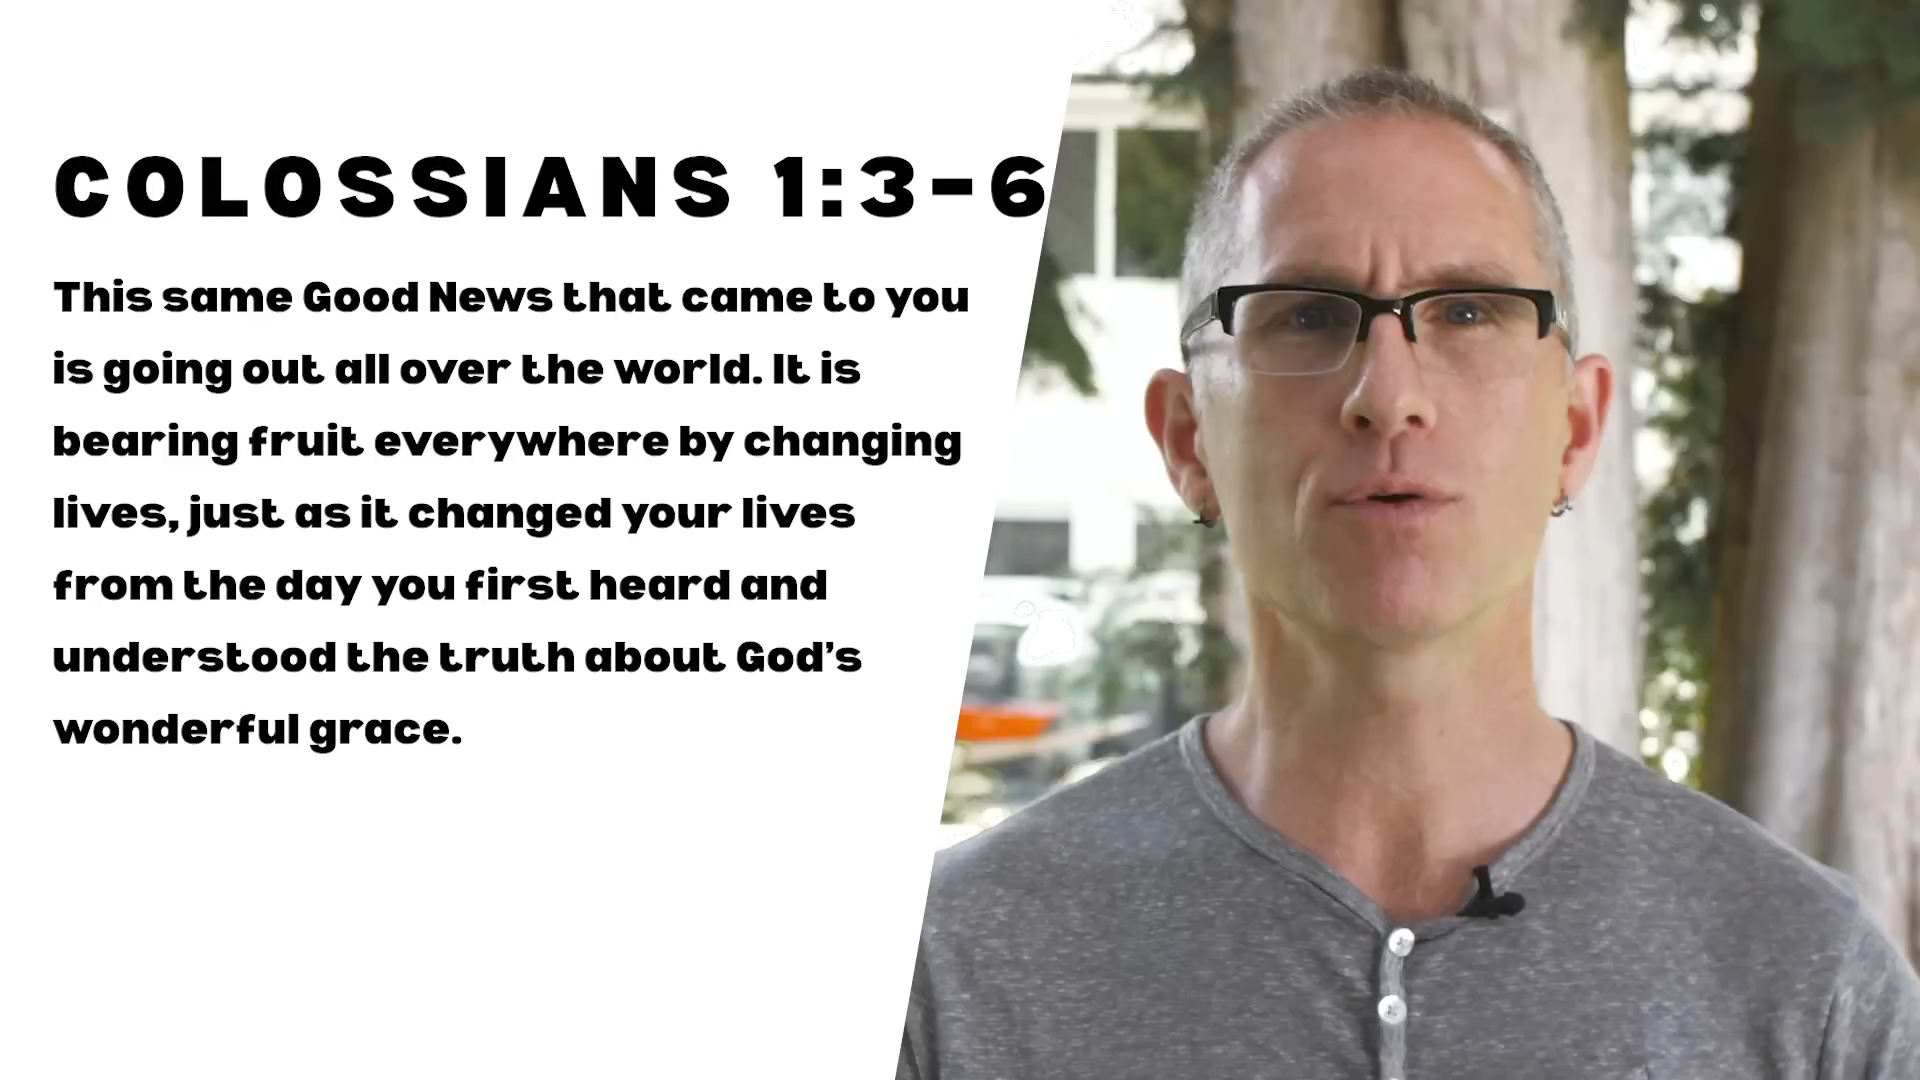 COLOSSIANS 1:3-6
This same Good News that came to you
is going out all over the world. It is
bearing fruit everywhere by changing
lives, just as it changed your lives
from the day you first heard and
understood the truth about God’s
wonderful grace.